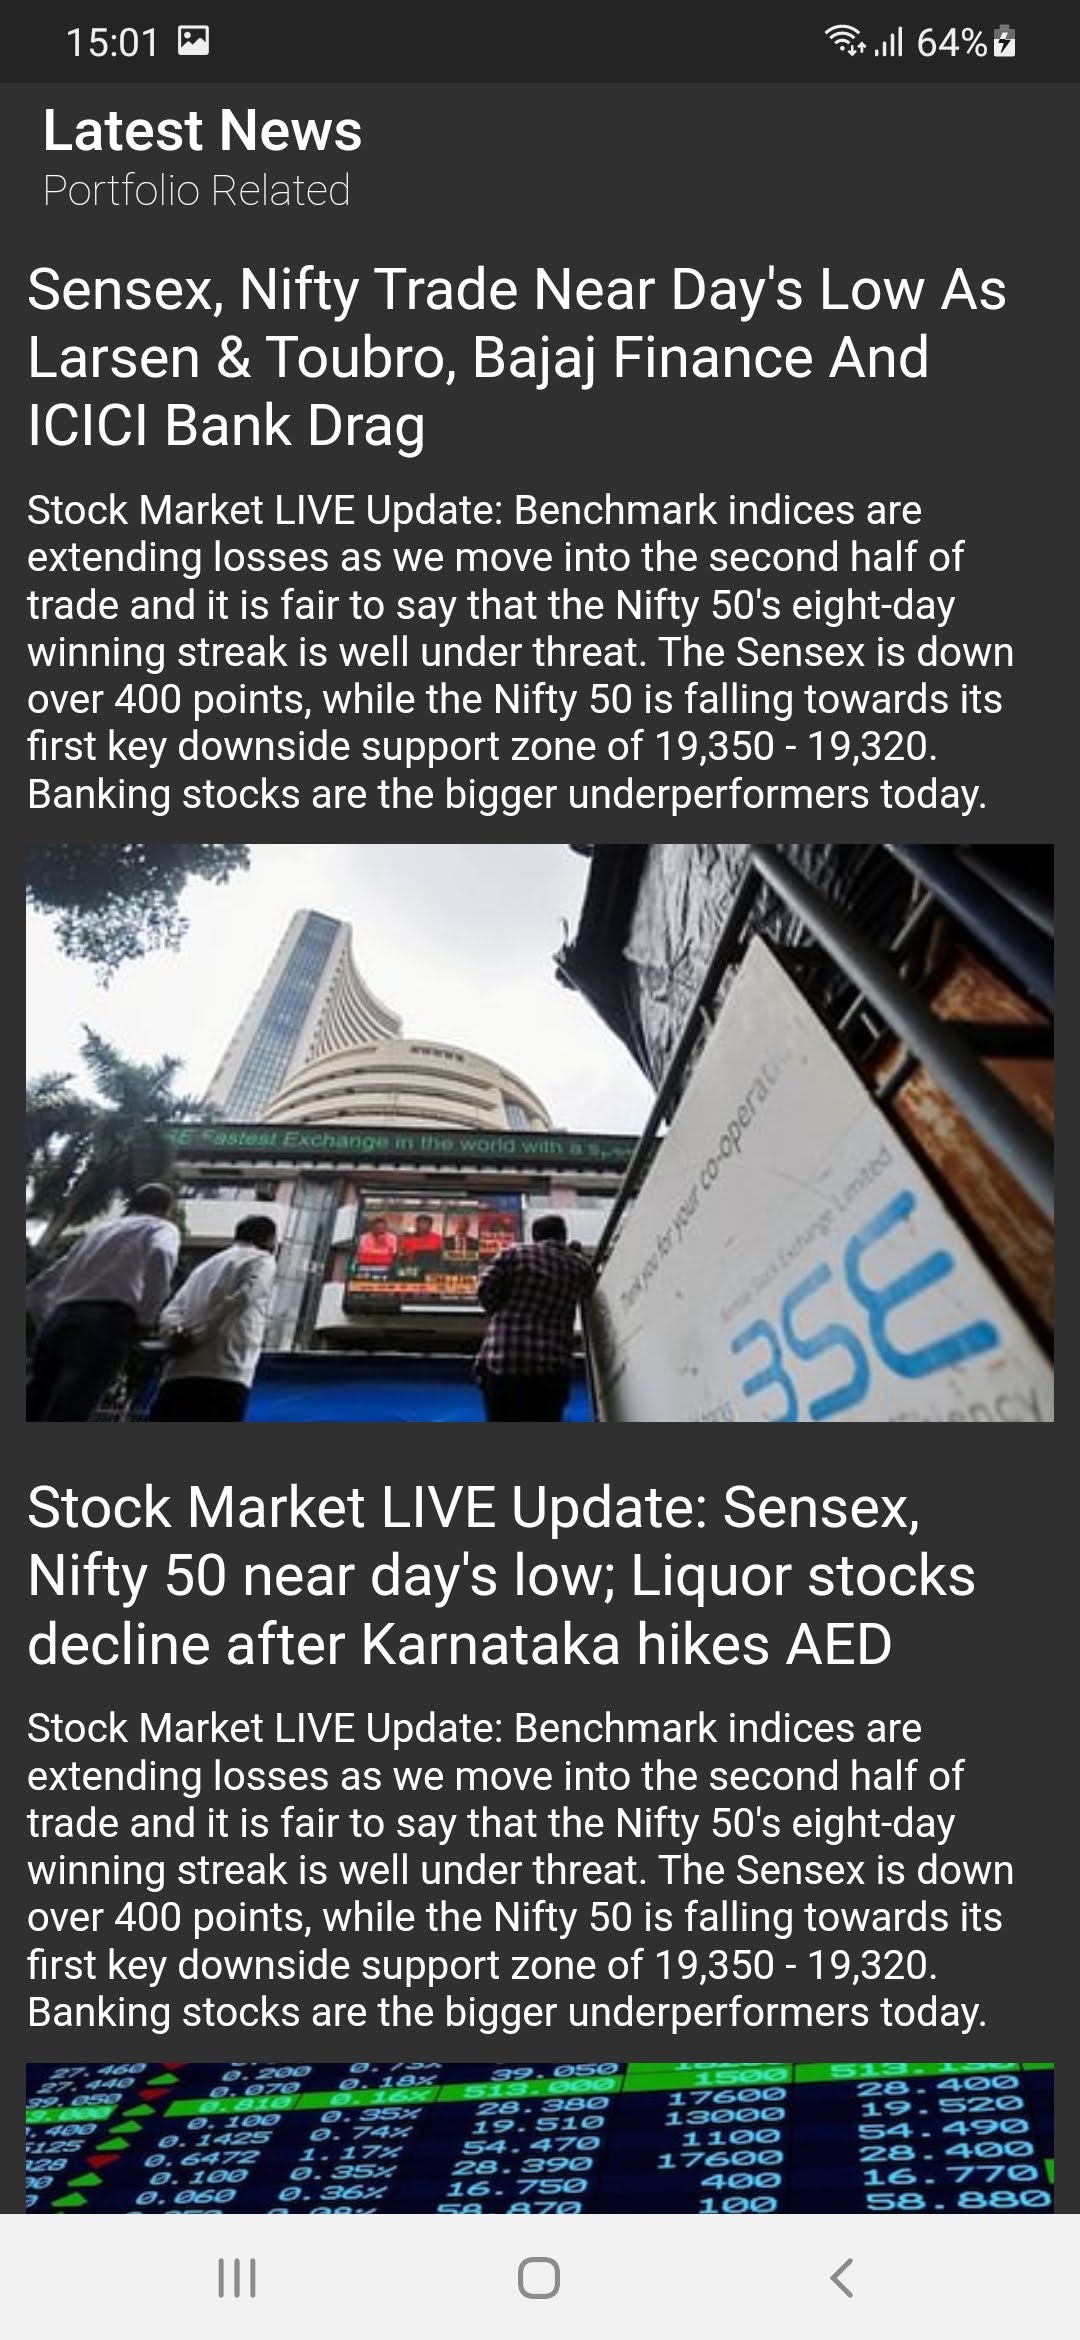 15:01
64%
Latest News
Portfolio Related
Sensex, Nifty Trade Near Day's Low As
Larsen & Toubro, Bajaj Finance And
ICICI Bank Drag
Stock Market LIVE Update: Benchmark indices are
extending losses as we move into the second half of
trade and it is fair to say that the Nifty 50's eight-day
winning streak is well under threat. The Sensex is down
over 400 points, while the Nifty 50 is falling towards its
first key downside support zone of 19,350 - 19,320.
Banking stocks are the bigger underperformers today.
Fastest Exchange in the world with a
for your co-operat
Exchange Limited
BSE
Stock Market LIVE Update: Sensex,
Nifty 50 near day's low; Liquor stocks
decline after Karnataka hikes AED
Stock Market LIVE Update: Benchmark indices are
extending losses as we move into the second half of
trade and it is fair to say that the Nifty 50's eight-day
winning streak is well under threat. The Sensex is down
over 400 points, while the Nifty 50 is falling towards its
first key downside support zone of 19,350 - 19,320.
Banking stocks are the bigger underperformers today.
27.460 0.200 39.050 1500
27.440 0.070 0.18% 513.000 17600 28.400
39.050 0.810 0.16% 28.380 13000 19.520
0.100 0.35% 19.510 1100 54.490
0.1425 0.74% 54.470 17600 28.400
0.6472 1.17% 28.390 400 16.770
0.100 0.35% 16.750 100 58.880
0.060 0.36% 58.870